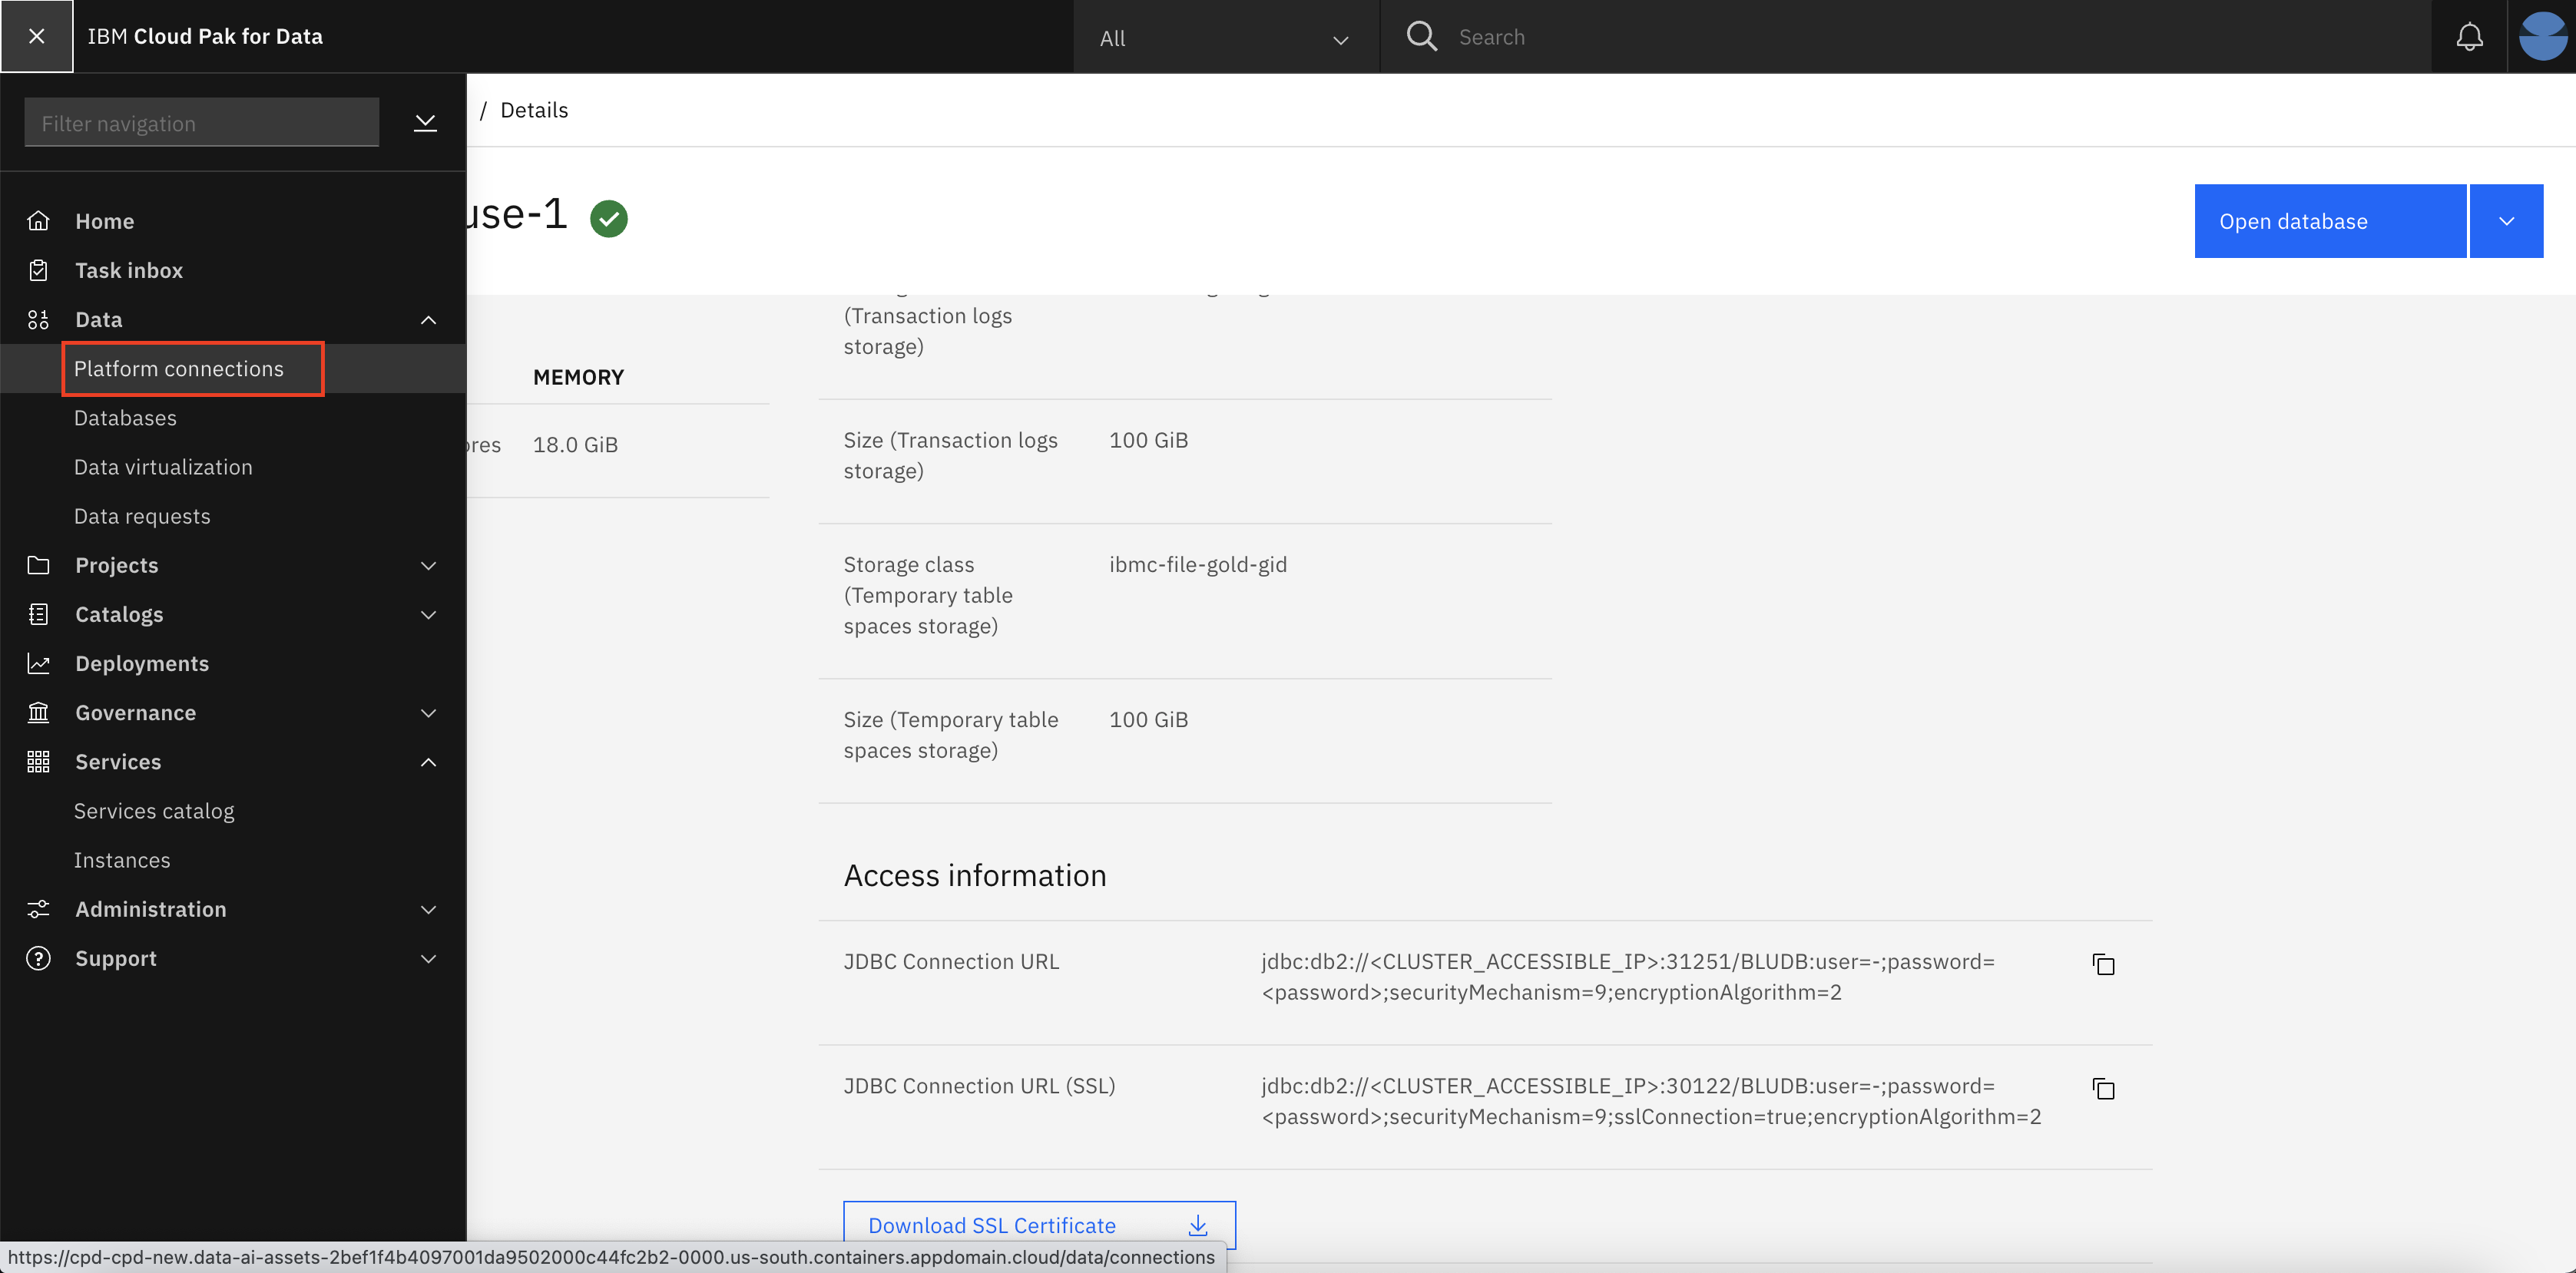 IBM Cloud Pak for Data
All
Search
Filter navigation
Home
Task inbox
Data
Platform connections
Databases
Data virtualization
Data requests
Projects
Catalogs
Deployments
Governance
Services
Services catalog
Instances
Administration
Support
/ Details
use-1
Open database
MEMORY
ores 18.0 GiB
(Transaction logs
storage)
Size (Transaction logs 100 GiB
storage)
Storage class ibmc-file-gold-gid
(Temporary table
spaces storage)
Size (Temporary table 100 GiB
spaces storage)
Access information
JDBC Connection URL jdbc:db2://<CLUSTER_ACCESSIBLE_IP>:31251/BLUDB:user=-;password=
<password>;securityMechanism=9;encryptionAlgorithm=2
JDBC Connection URL (SSL) jdbc:db2://<CLUSTER_ACCESSIBLE_IP>:30122/BLUDB:user=-;password=
<password>;securityMechanism=9;sslConnection=true;encryptionAlgorithm=2
Download SSL Certificate
https://cpd-cpd-new.data-ai-assets-2bef1f4b4097001da9502000c44fc2b2-0000.us-south.containers.appdomain.cloud/data/connections